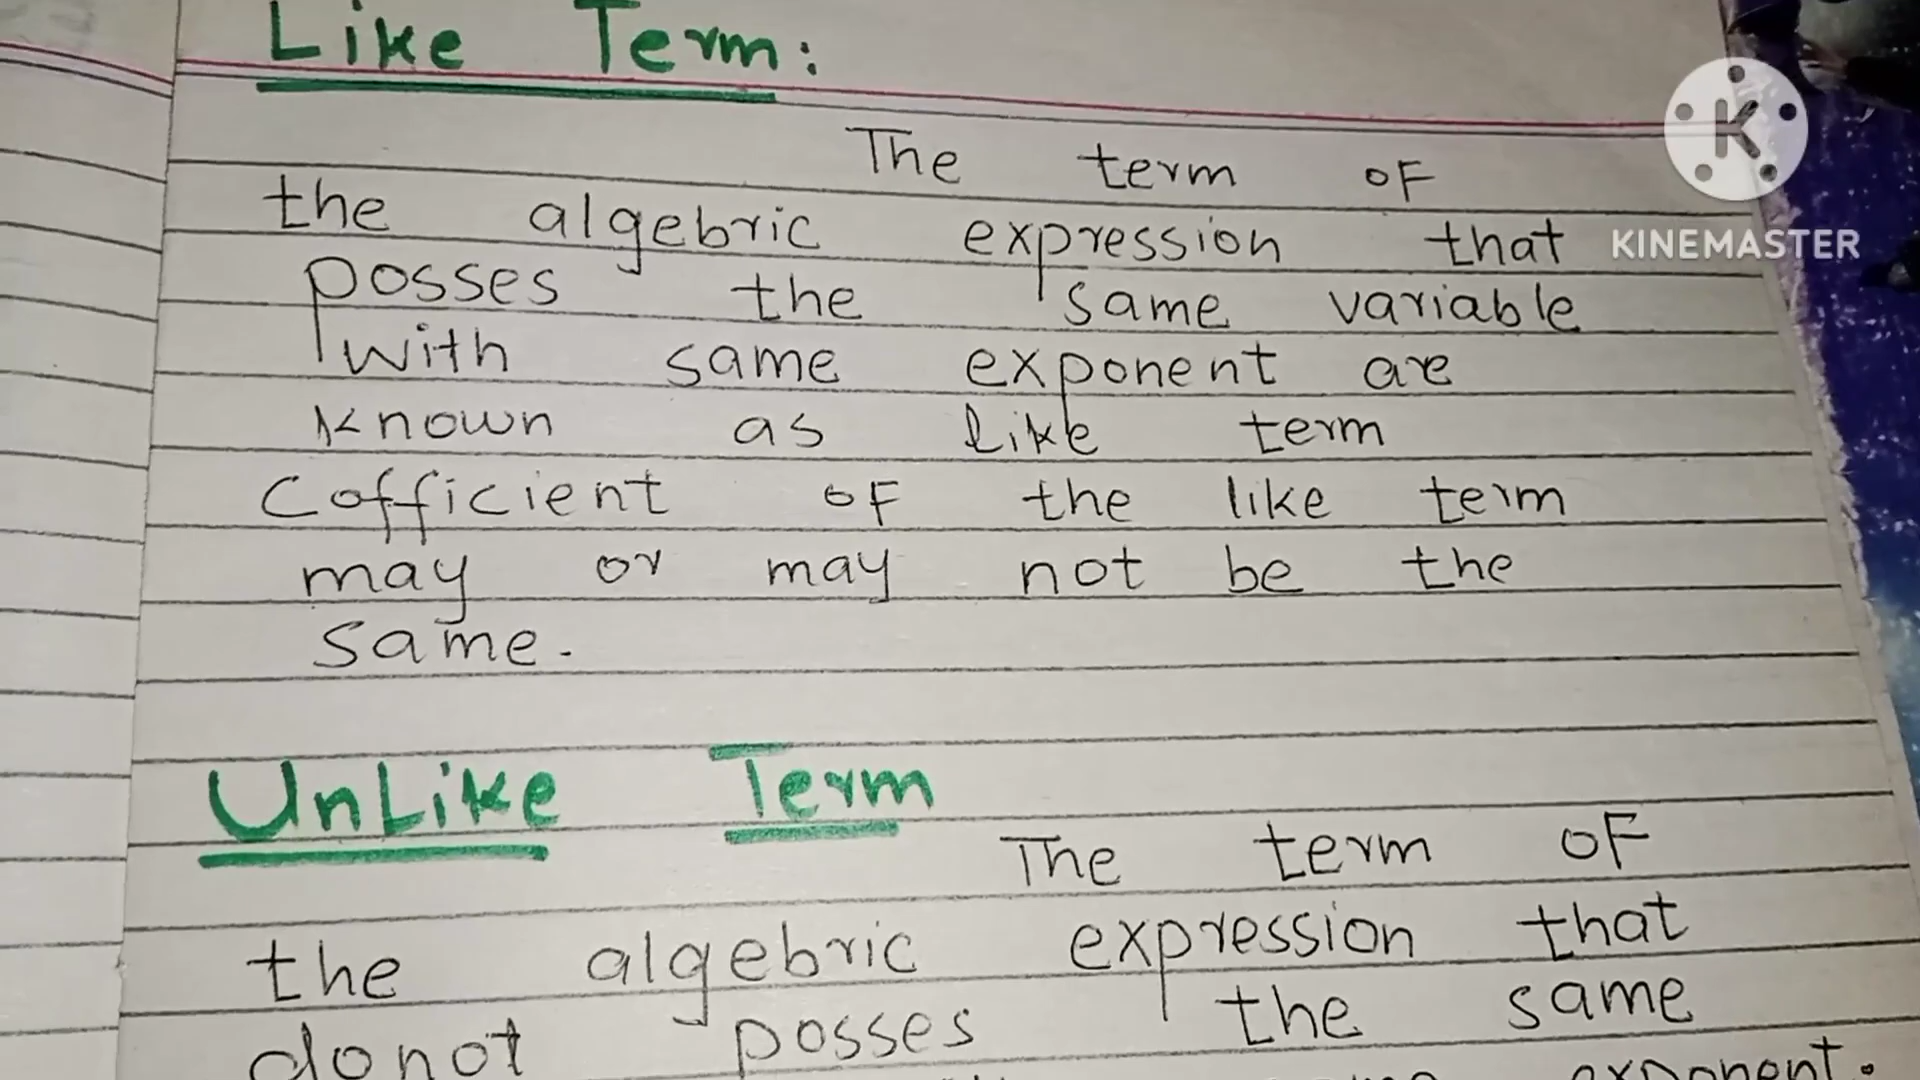 Like Term:
The term of
the algebric expression that
posses the same variable
with same exponent are
known as like term
Cofficient of the like term
may or may not be the
same.
UnLike Term
The term of
the algebric expression that
donot posses the same
exponent.
KINEMASTER